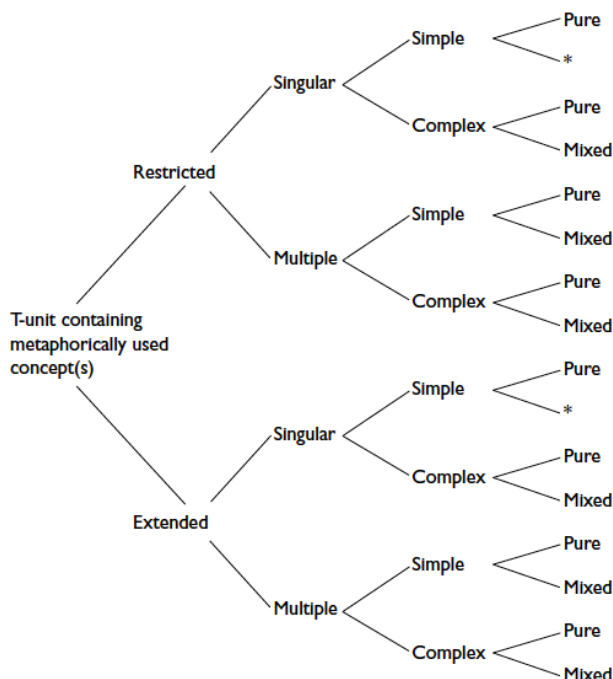 Pure
Simple
*
Singular
Pure
Complex
Mixed
Restricted
Pure
Simple
Mixed
Multiple
Pure
Complex
Mixed
T-unit containing
metaphorically used
concept(s)
Pure
Simple
*
Singular
Pure
Complex
Mixed
Extended
Pure
Simple
Mixed
Multiple
Pure
Complex
Mixed